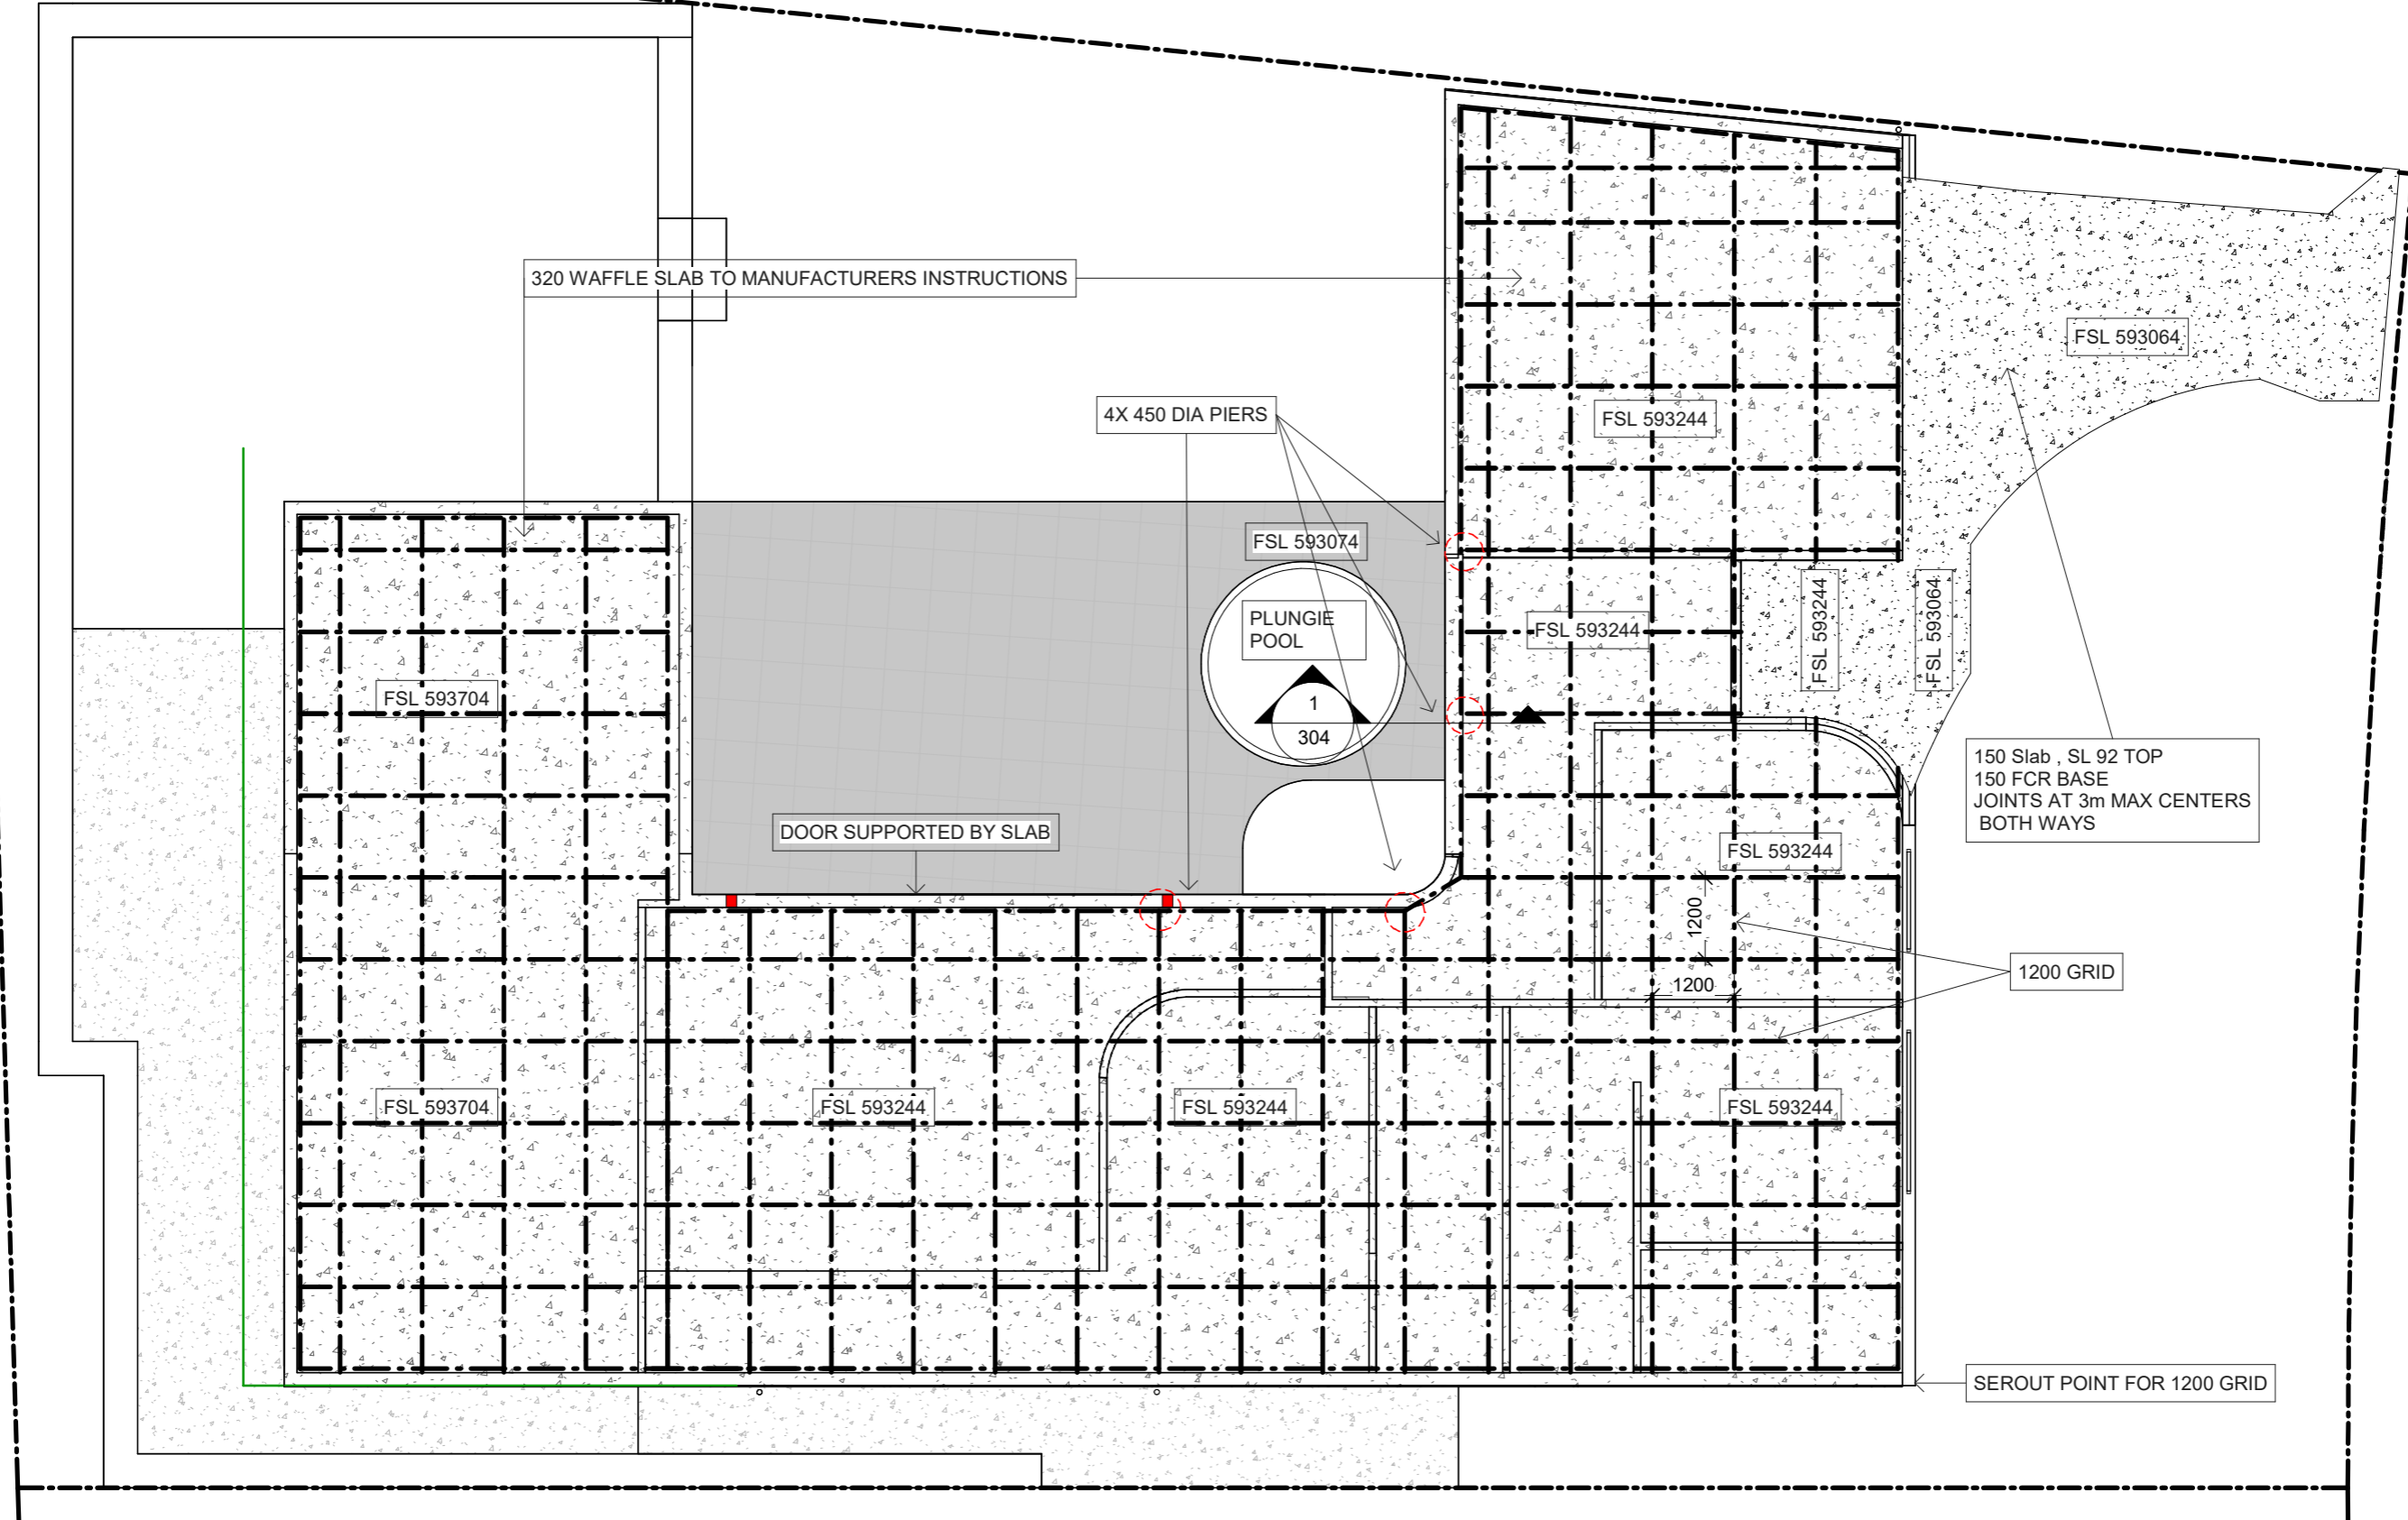 320 WAFFLE SLAB TO MANUFACTURERS INSTRUCTIONS
FSL 593064
4X 450 DIA PIERS
FSL 593244
FSL 593074
PLUNGIE
POOL
1
304
FSL 593244
FSL 593244
FSL 593064
FSL 593704
150 Slab , SL 92 TOP
150 FCR BASE
JOINTS AT 3m MAX CENTERS
BOTH WAYS
DOOR SUPPORTED BY SLAB
FSL 593244
1200
1200
1200 GRID
FSL 593704
FSL 593244
FSL 593244
FSL 593244
SEROUT POINT FOR 1200 GRID